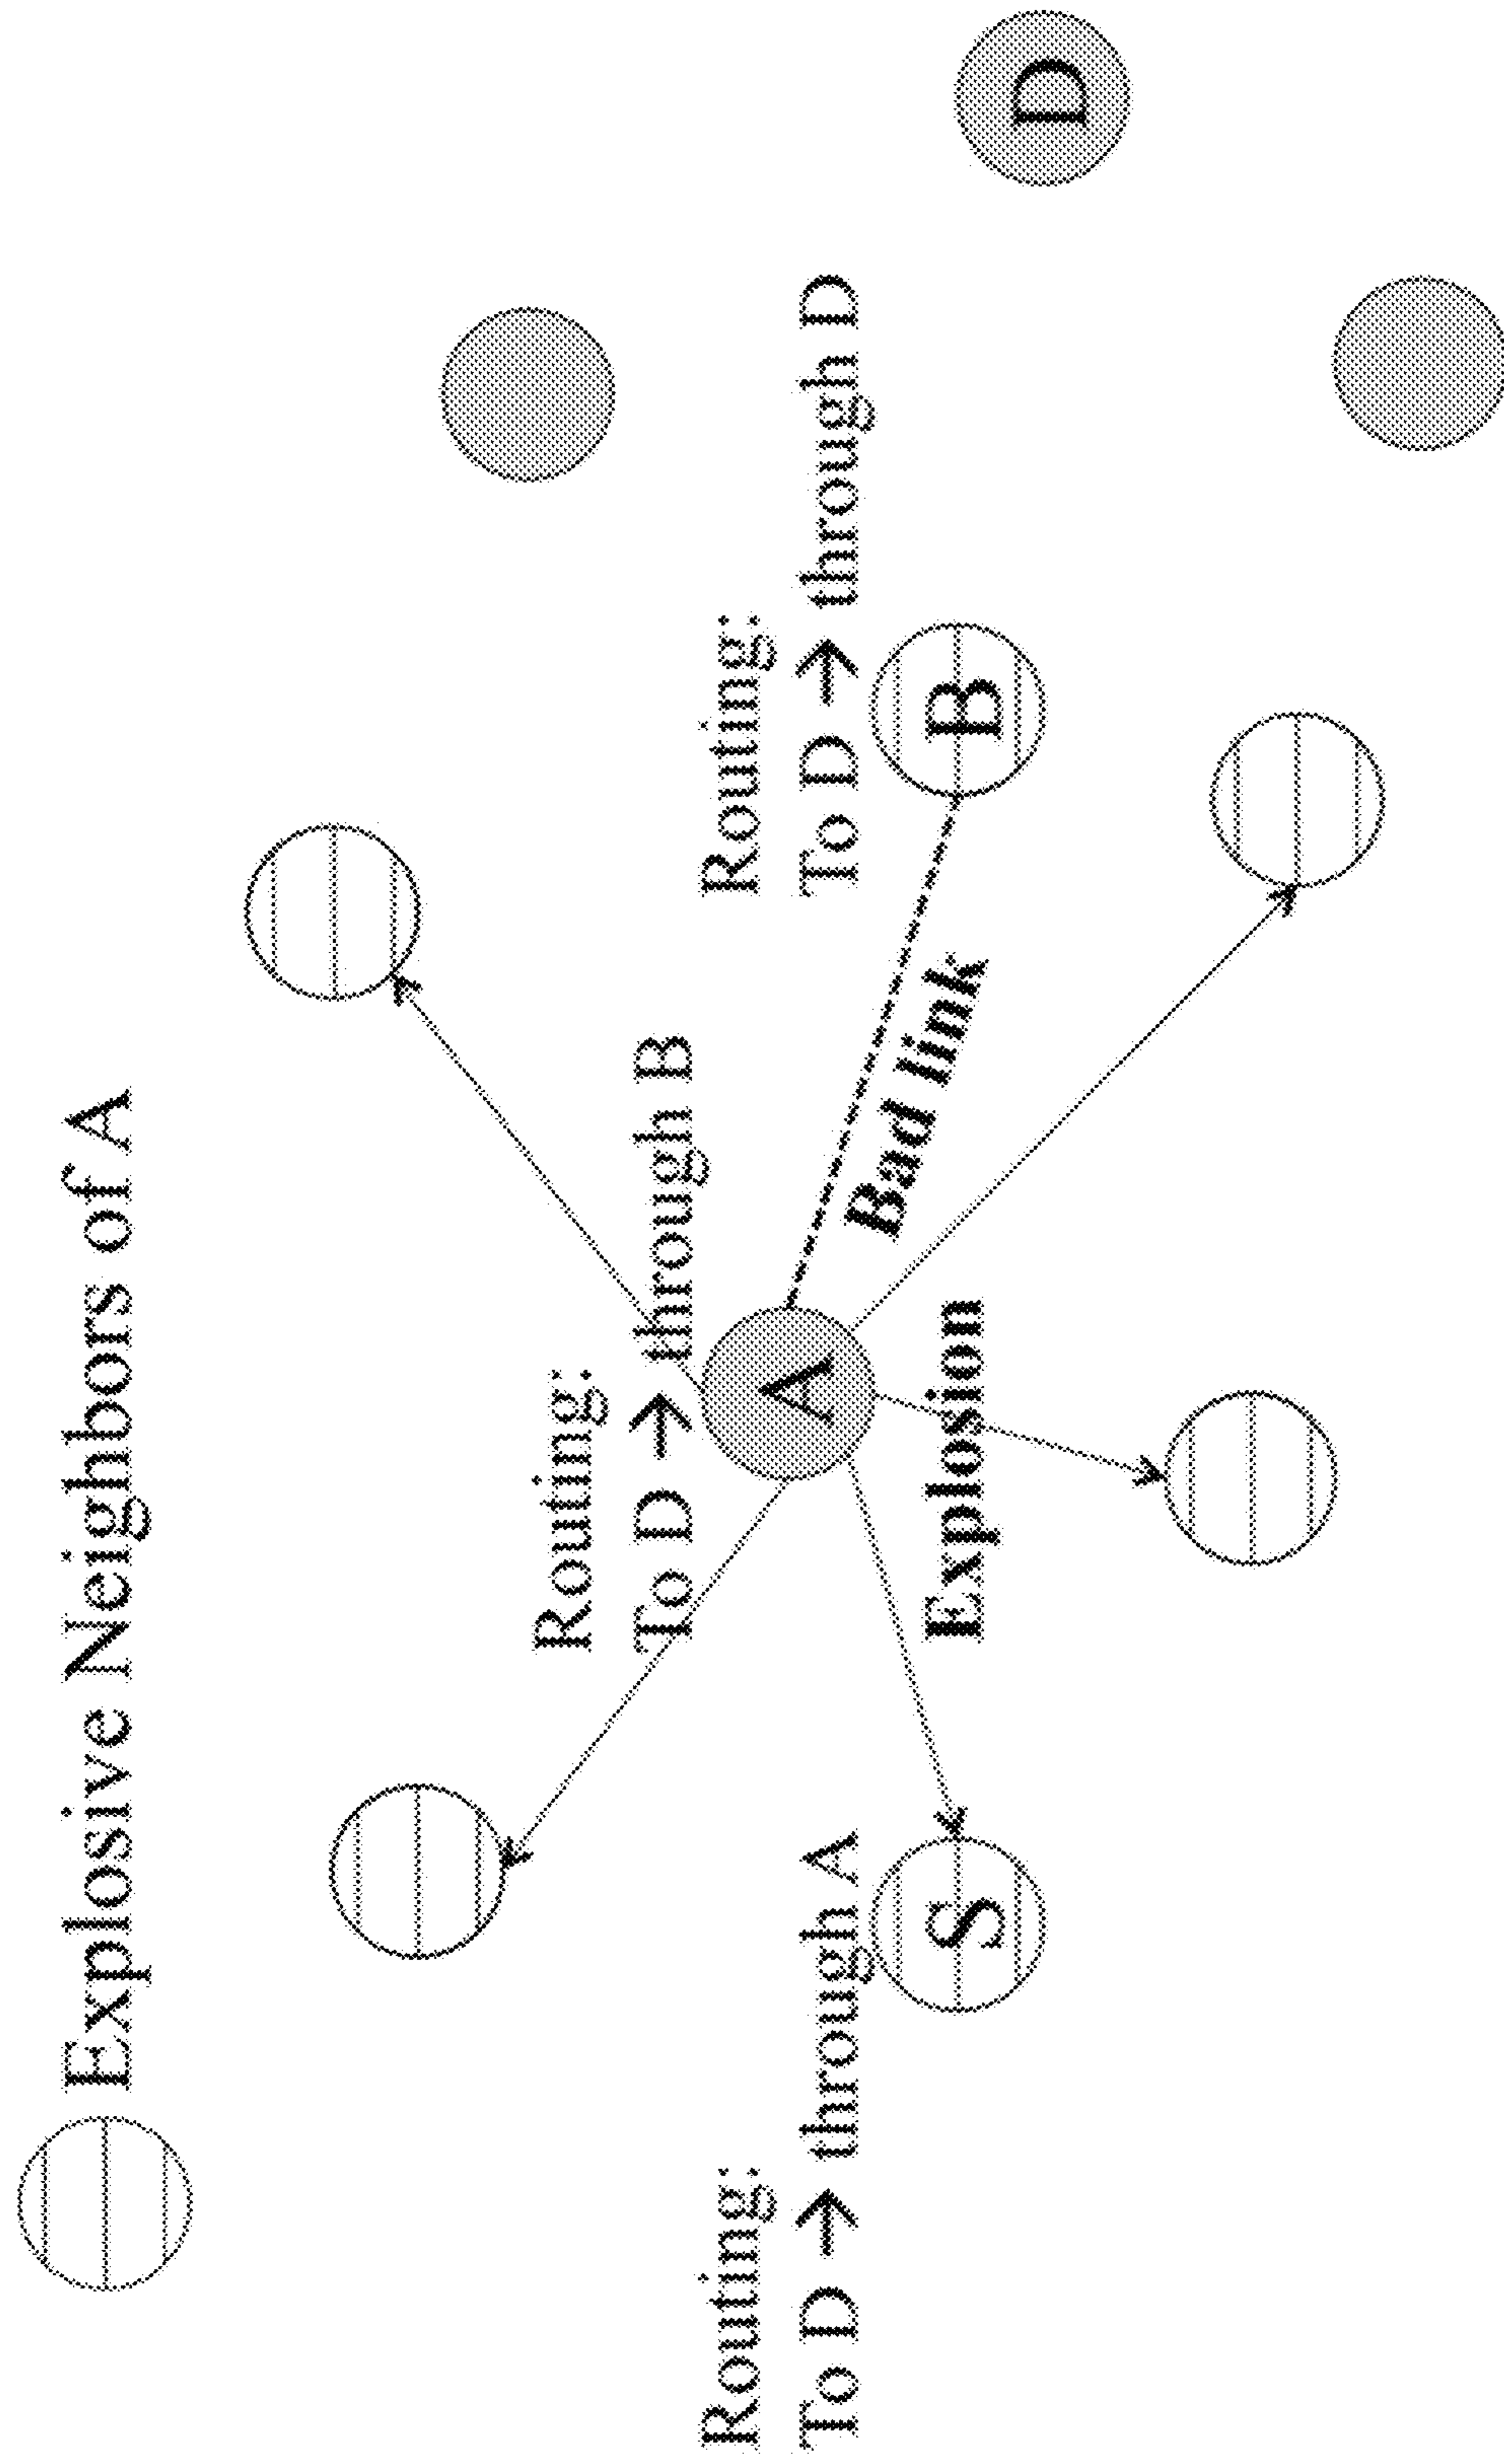 Explosive Neighbors of A
Routing:
To D → through B
Routing:
To D → through A
Routing:
To D → through D
A
Bad link
S
Explosion
B
D